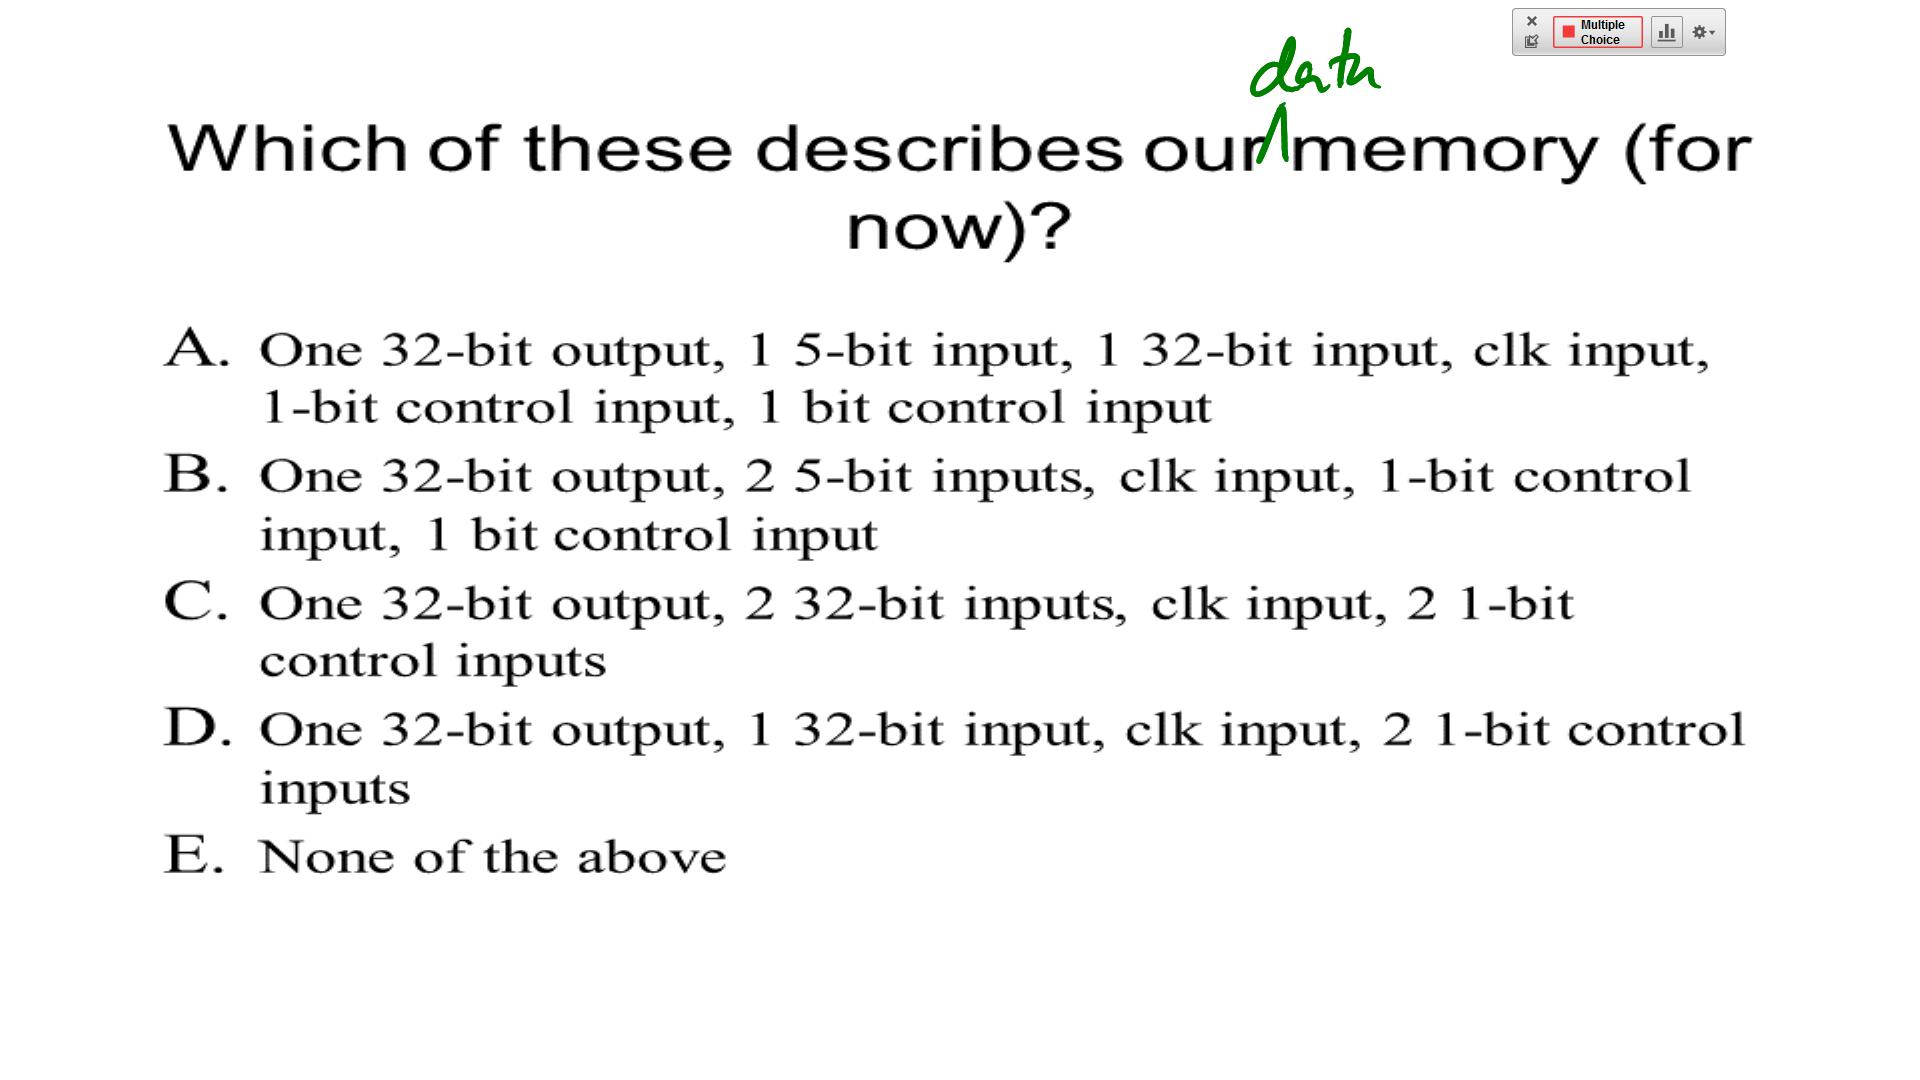 Multiple
Choice
data
Which of these describes our memory (for
now)?
A. One 32-bit output, 1 5-bit input, 1 32-bit input, clk input,
1-bit control input, 1 bit control input
B. One 32-bit output, 2 5-bit inputs, clk input, 1-bit control
input, 1 bit control input
C. One 32-bit output, 2 32-bit inputs, clk input, 2 1-bit
control inputs
D. One 32-bit output, 1 32-bit input, clk input, 2 1-bit control
inputs
E. None of the above